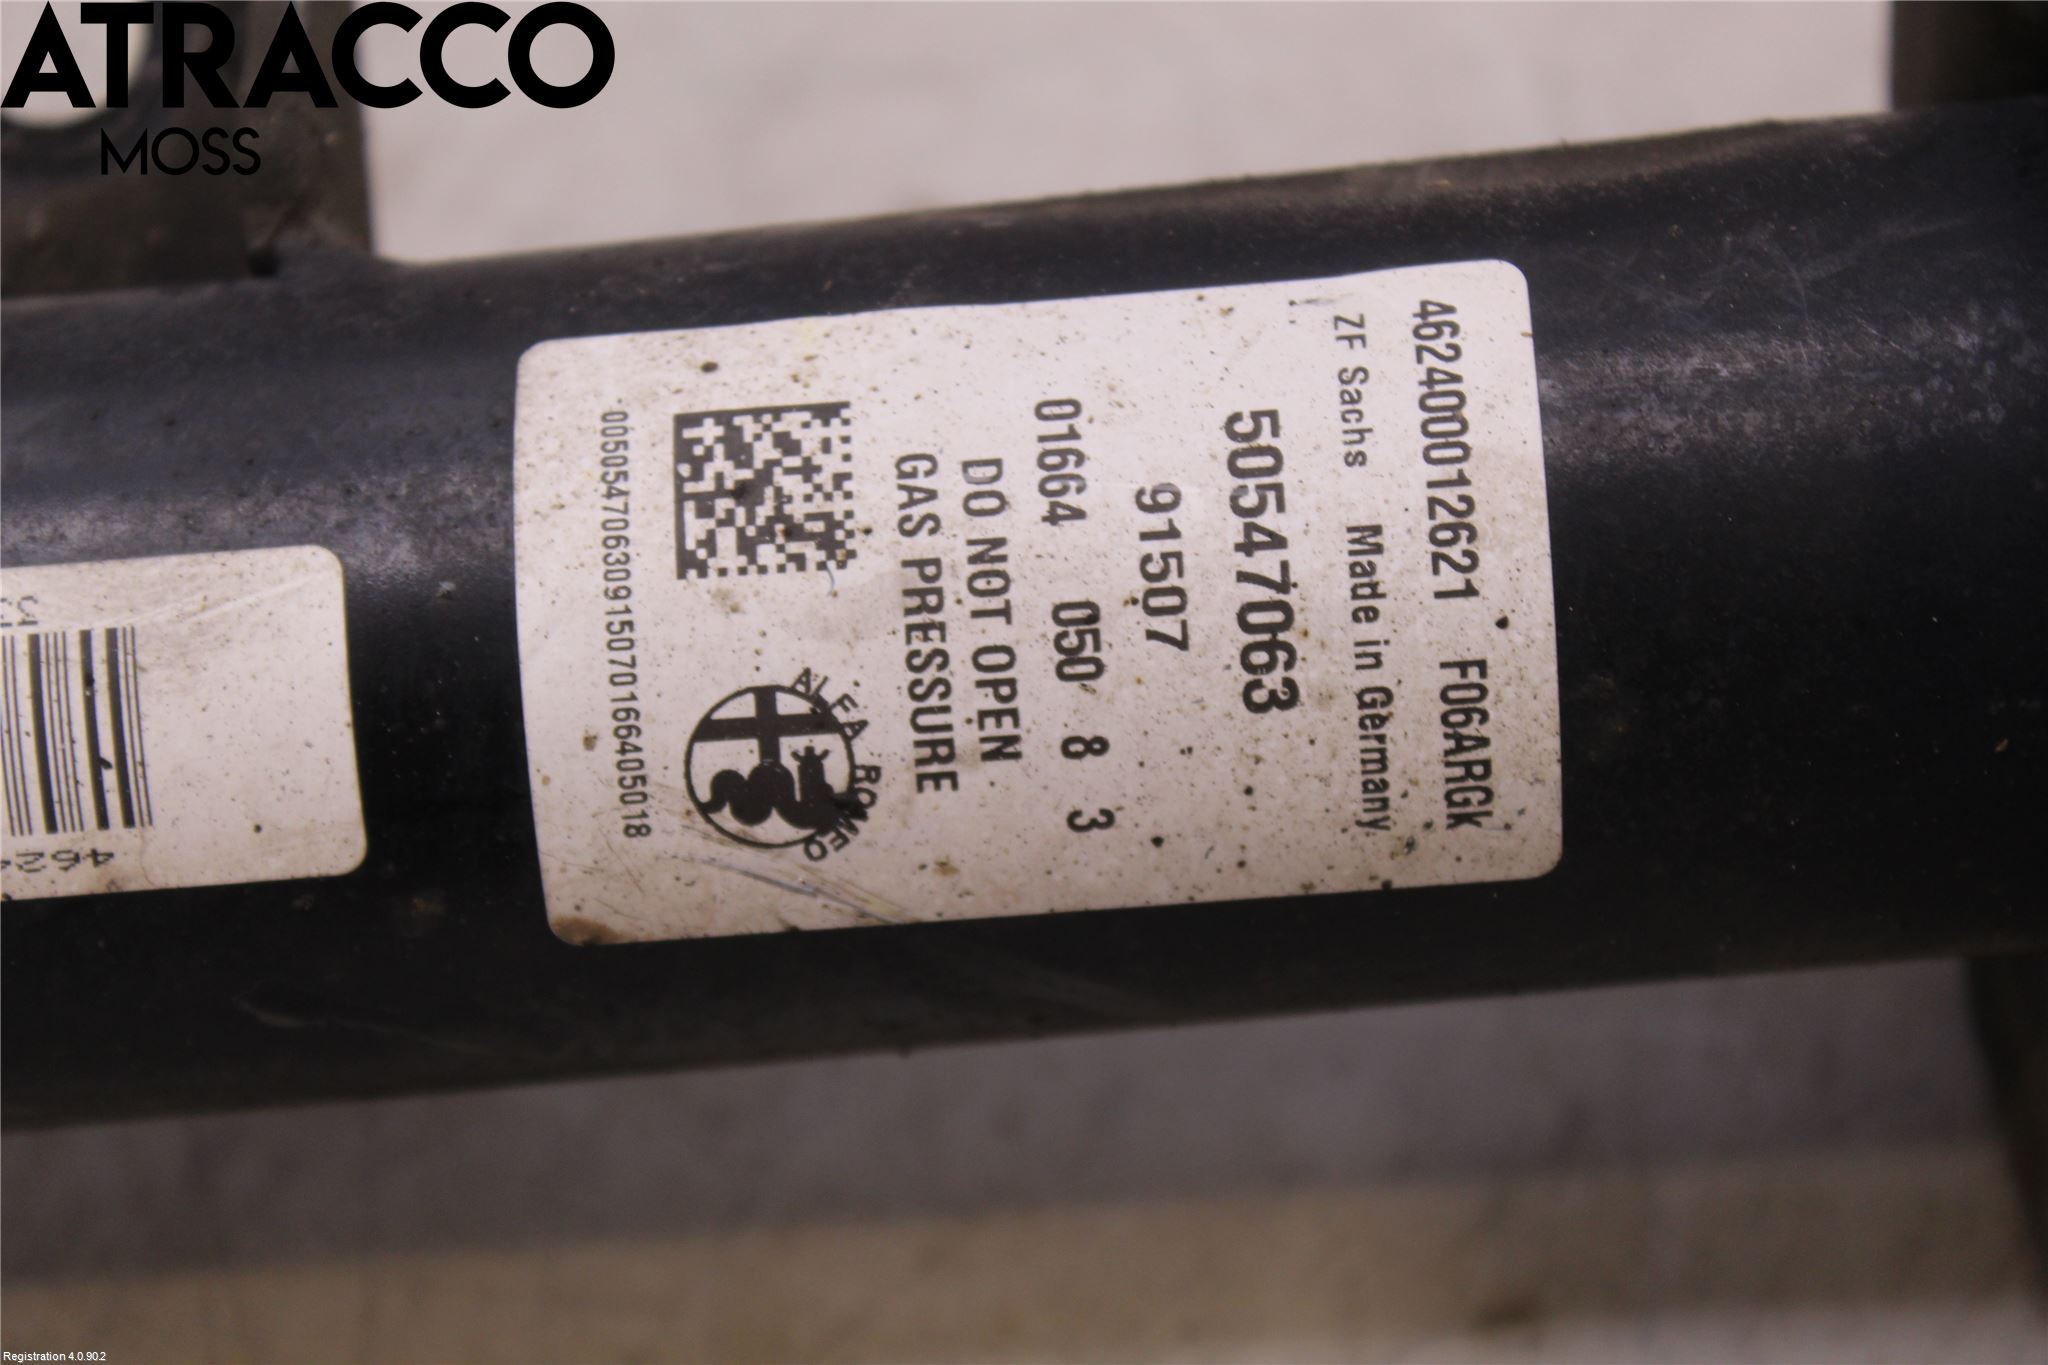 ATRACCO
MOSS
462400012621 F06ARGK
ZF Sachs Made in Germany
50547063
91507
01664 050 8 3
DO NOT OPEN
GAS PRESSURE
ALFA ROMEO
00505470630915070166405018
Registration 4.0.90.2